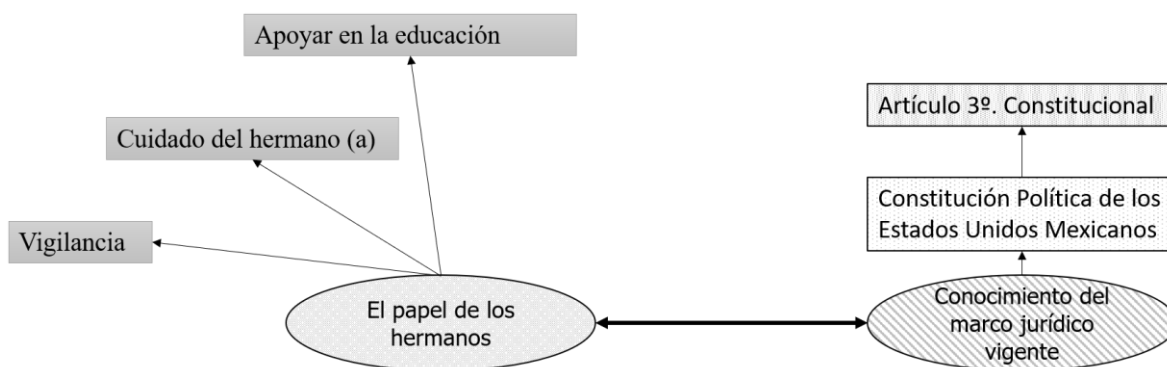 Apoyar en la educación
Artículo 3º. Constitucional
Cuidado del hermano (a)
Constitución Política de los
Estados Unidos Mexicanos
Vigilancia
El papel de los
hermanos
Conocimiento del
marco jurídico
vigente